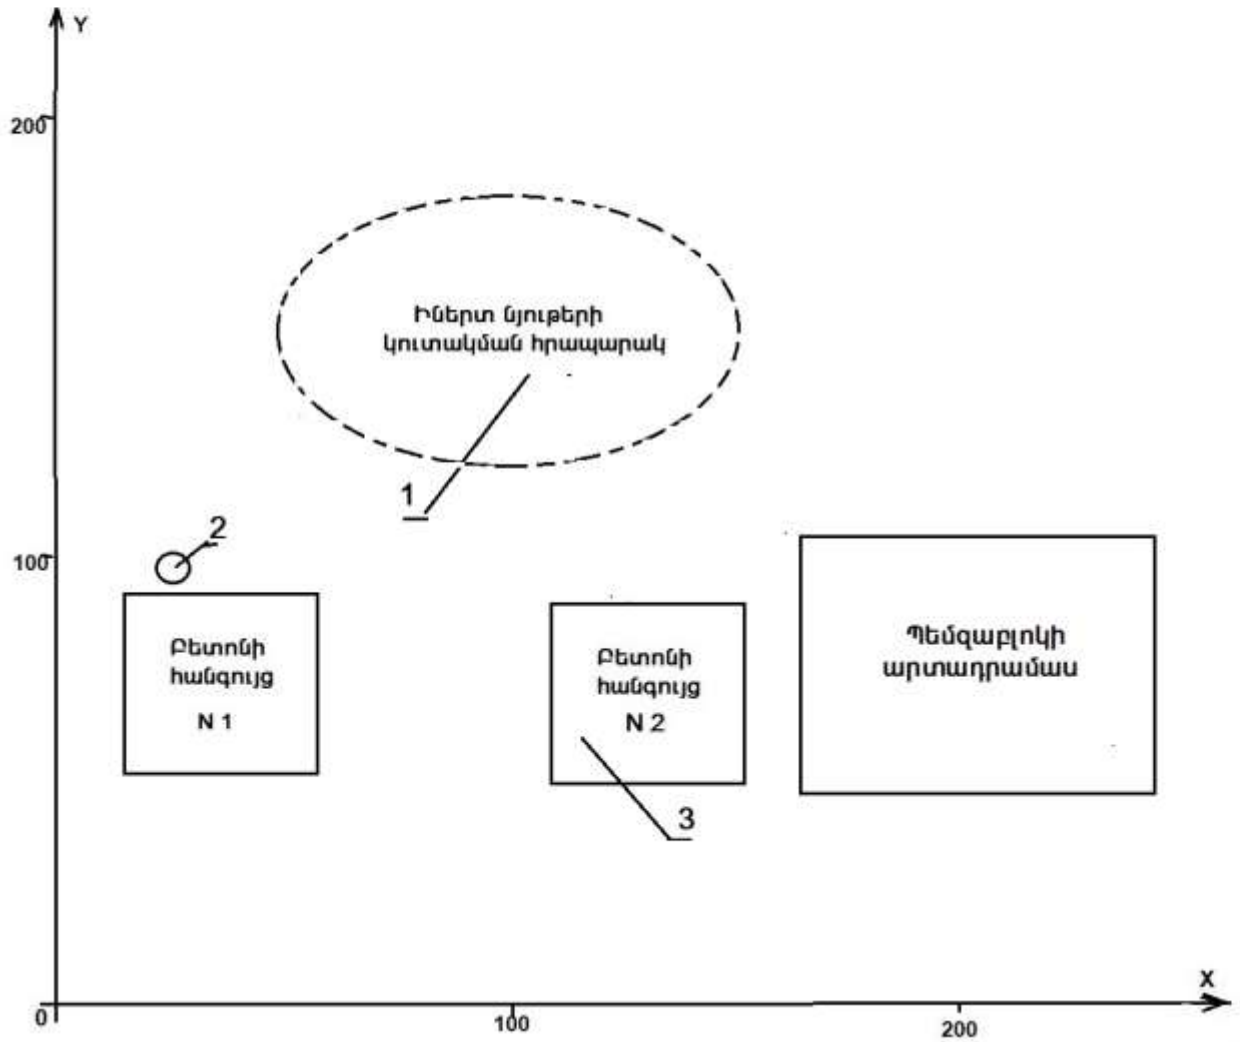 Y
200
Իներտ նյութերի
կուտակման հրապարակ
1
2
100
Բետոնի
հանգույց
N 1
Բետոնի
հանգույց
N 2
Պեմզաբլոկի
արտադրամաս
3
X
0
100
200